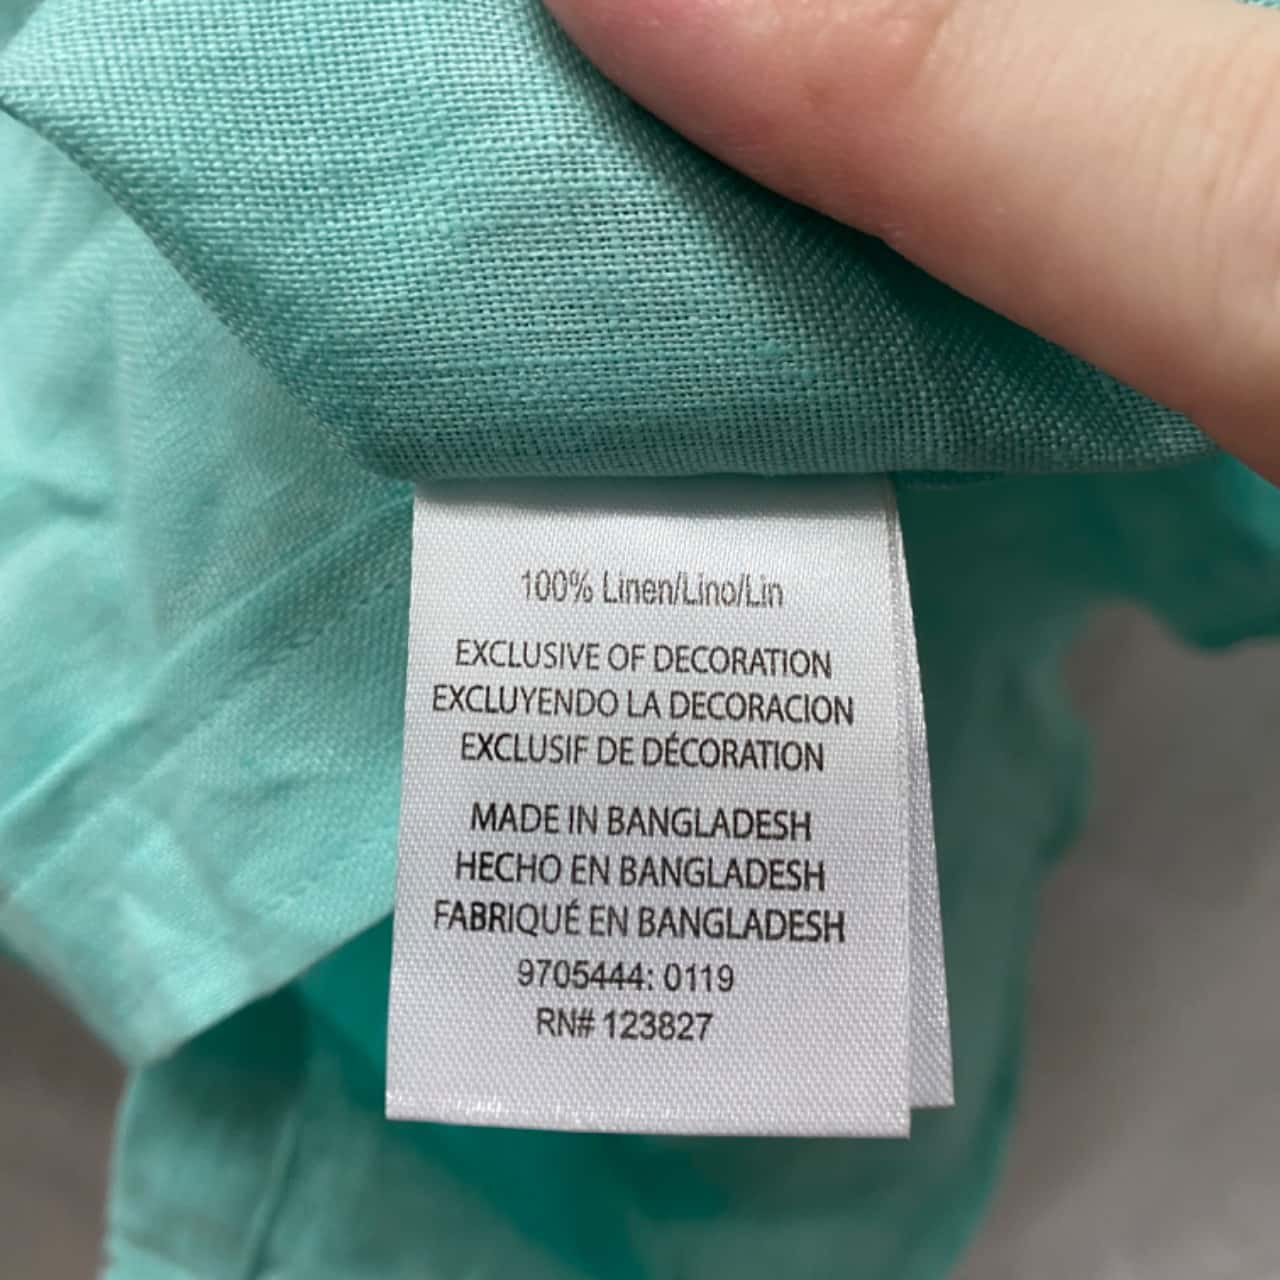 100% Linen/Lino/Lin
EXCLUSIVE OF DECORATION
EXCLUYENDO LA DECORACION
EXCLUSIF DE DÉCORATION
MADE IN BANGLADESH
HECHO EN BANGLADESH
FABRIQUÉ EN BANGLADESH
9705444: 0119
RN# 123827